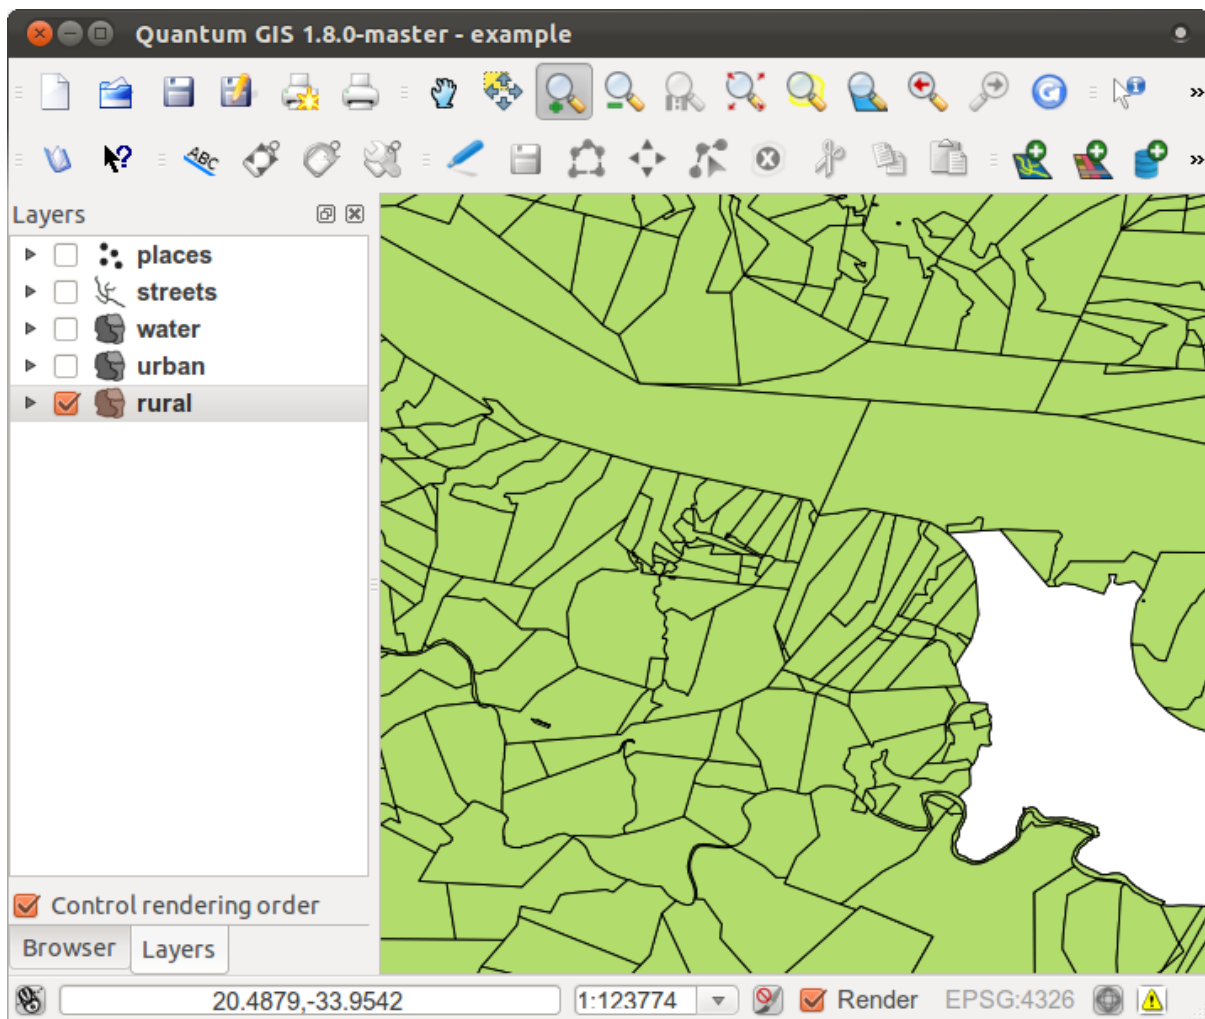 Quantum GIS 1.8.0-master - example
ABC
Layers
places
streets
water
urban
rural
Control rendering order
Browser
Layers
20.4879,-33.9542
1:123774
Render
EPSG:4326